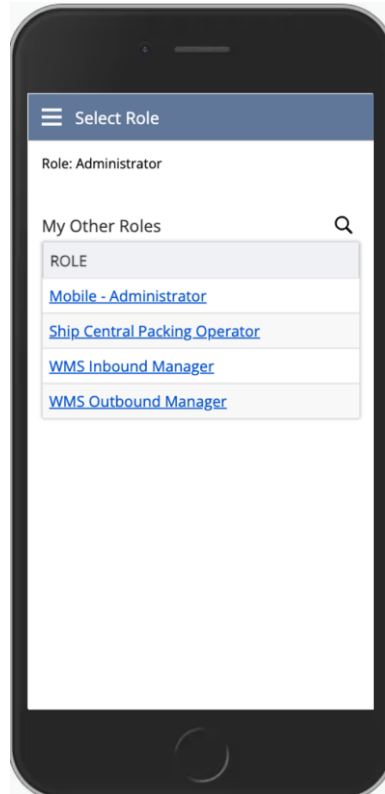 Select Role
Role: Administrator
My Other Roles
ROLE
Mobile - Administrator
Ship Central Packing Operator
WMS Inbound Manager
WMS Outbound Manager